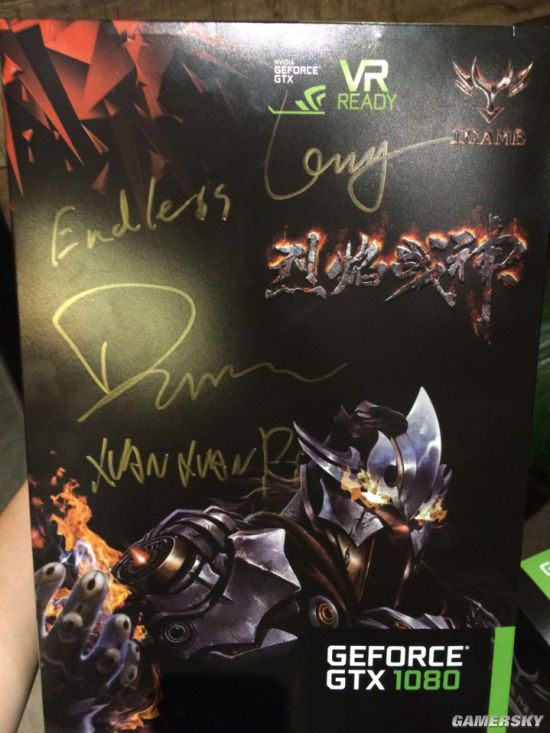 NVIDIA
GEFORCE
GTX
VR
READY
iGAME
Endless
烈焰战神
XUAN XUAN
GEFORCE®
GTX 1080
G
GAMERSKY